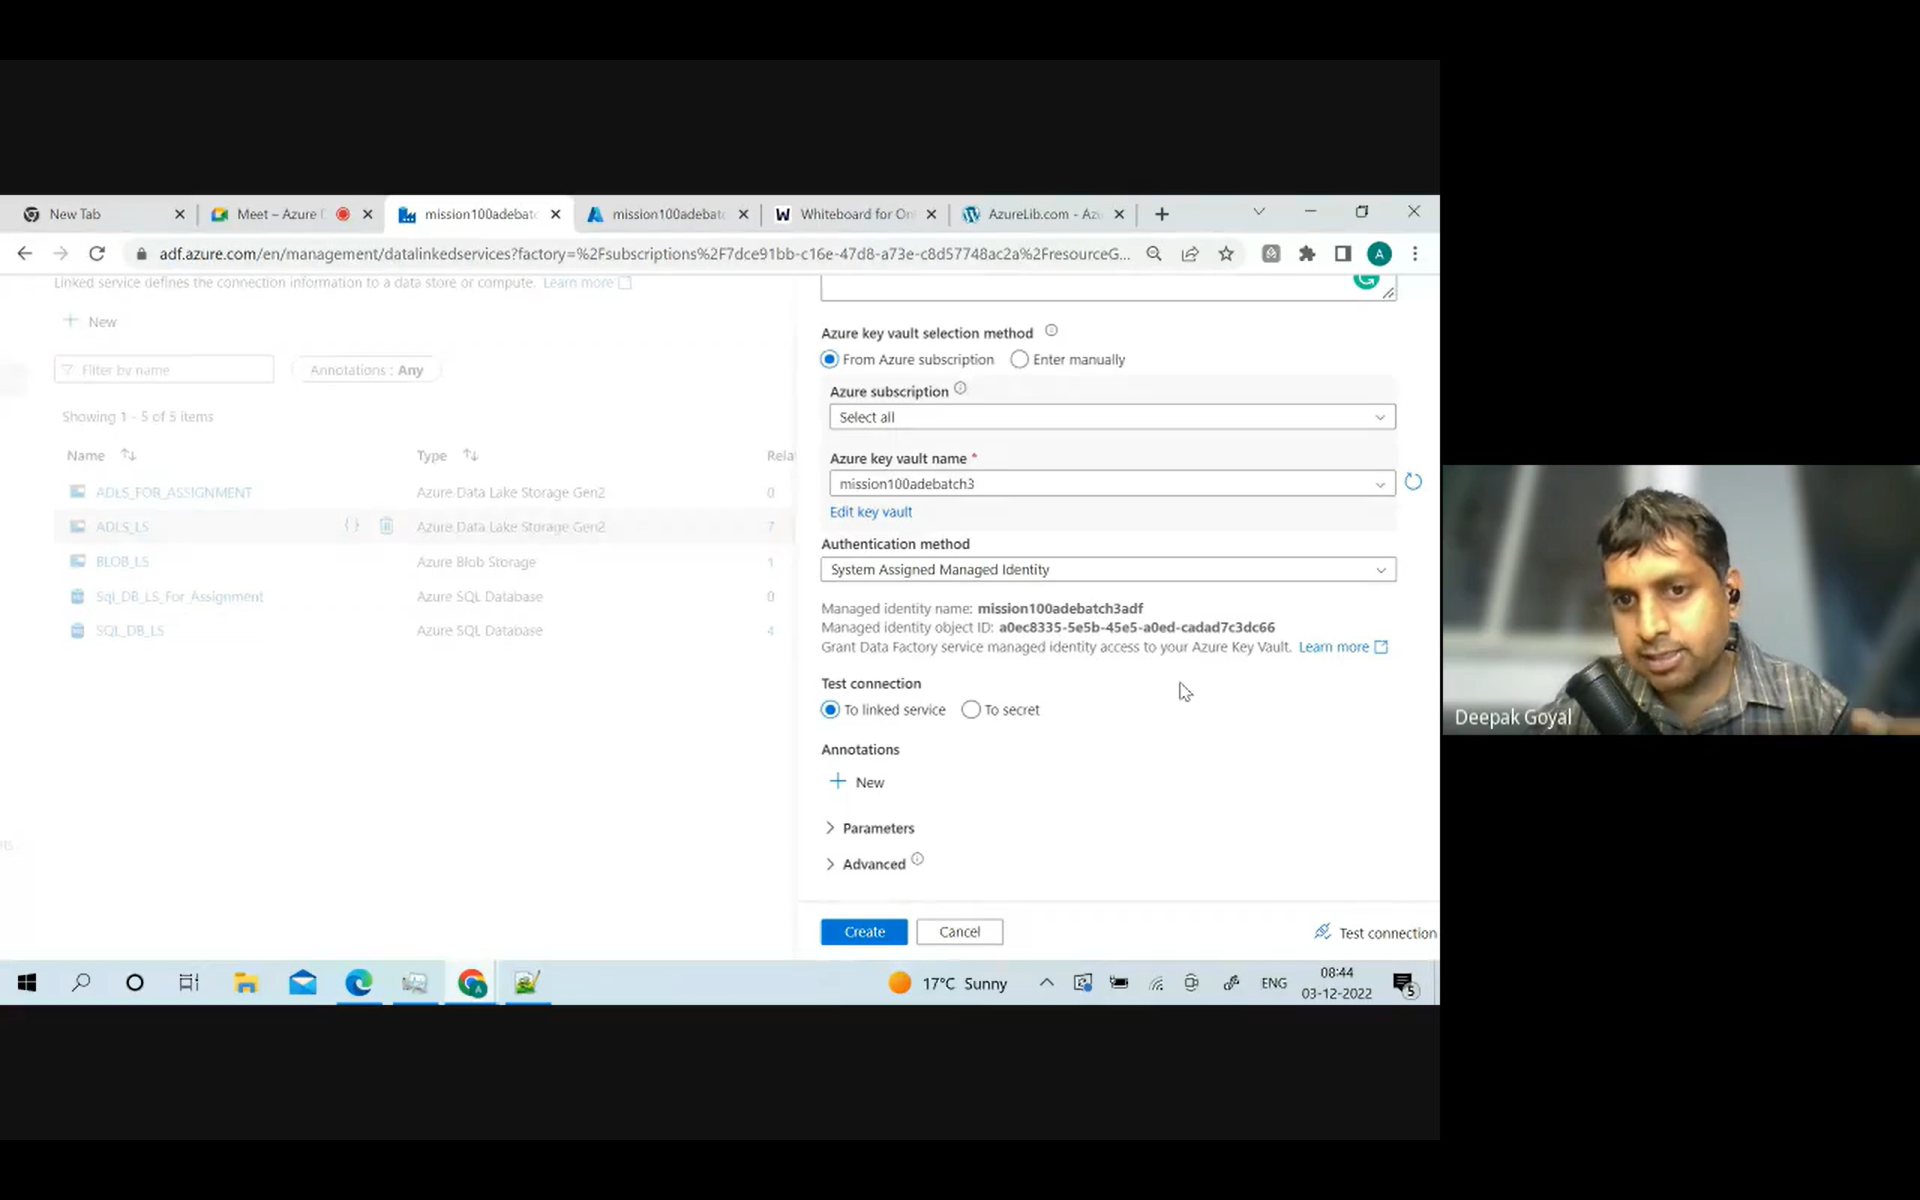 New Tab
Meet – Azure D
mission100adebatc
mission100adebatc
Whiteboard for Onl
AzureLib.com - Azu
adf.azure.com/en/management/datalinkedservices?factory=%2Fsubscriptions%2F7dce91bb-c16e-47d8-a73e-c8d57748ac2a%2FresourceG...
A
Linked service defines the connection information to a data store or compute. Learn more
New
Filter by name
Annotations : Any
Showing 1 - 5 of 5 items
Name Type Rela
ADLS_FOR_ASSIGNMENT Azure Data Lake Storage Gen2 0
ADLS_LS {} Azure Data Lake Storage Gen2 7
BLOB_LS Azure Blob Storage 1
Sql_DB_LS_For_Assignment Azure SQL Database 0
SQL_DB_LS Azure SQL Database 4
Azure key vault selection method
From Azure subscription Enter manually
Azure subscription
Select all
Azure key vault name *
mission100adebatch3
Edit key vault
Authentication method
System Assigned Managed Identity
Managed identity name: mission100adebatch3adf
Managed identity object ID: a0ec8335-5e5b-45e5-a0ed-cadad7c3dc66
Grant Data Factory service managed identity access to your Azure Key Vault. Learn more
Test connection
To linked service To secret
Annotations
New
Parameters
Advanced
Create Cancel
Test connection
Deepak Goyal
17°C Sunny
ENG
08:44
03-12-2022
5